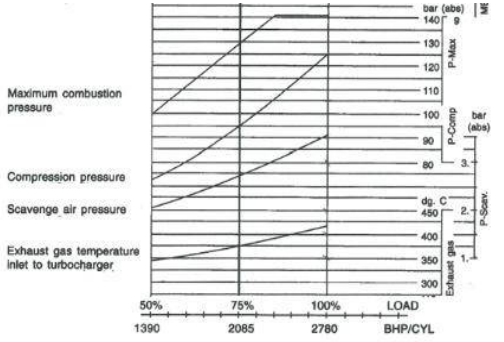 bar (abs)
ME
140
g
130
P-Max
120
Maximum combustion
pressure
110
100
bar
(abs)
90
P-Comp
80
3.
Compression pressure
dg. C
Scavenge air pressure
450
2.
P-Scav.
400
Exhaust gas temperature
inlet to turbocharger
350
1.
Exhaust gas
300
50%
75%
100%
LOAD
1390
2085
2780
BHP/CYL